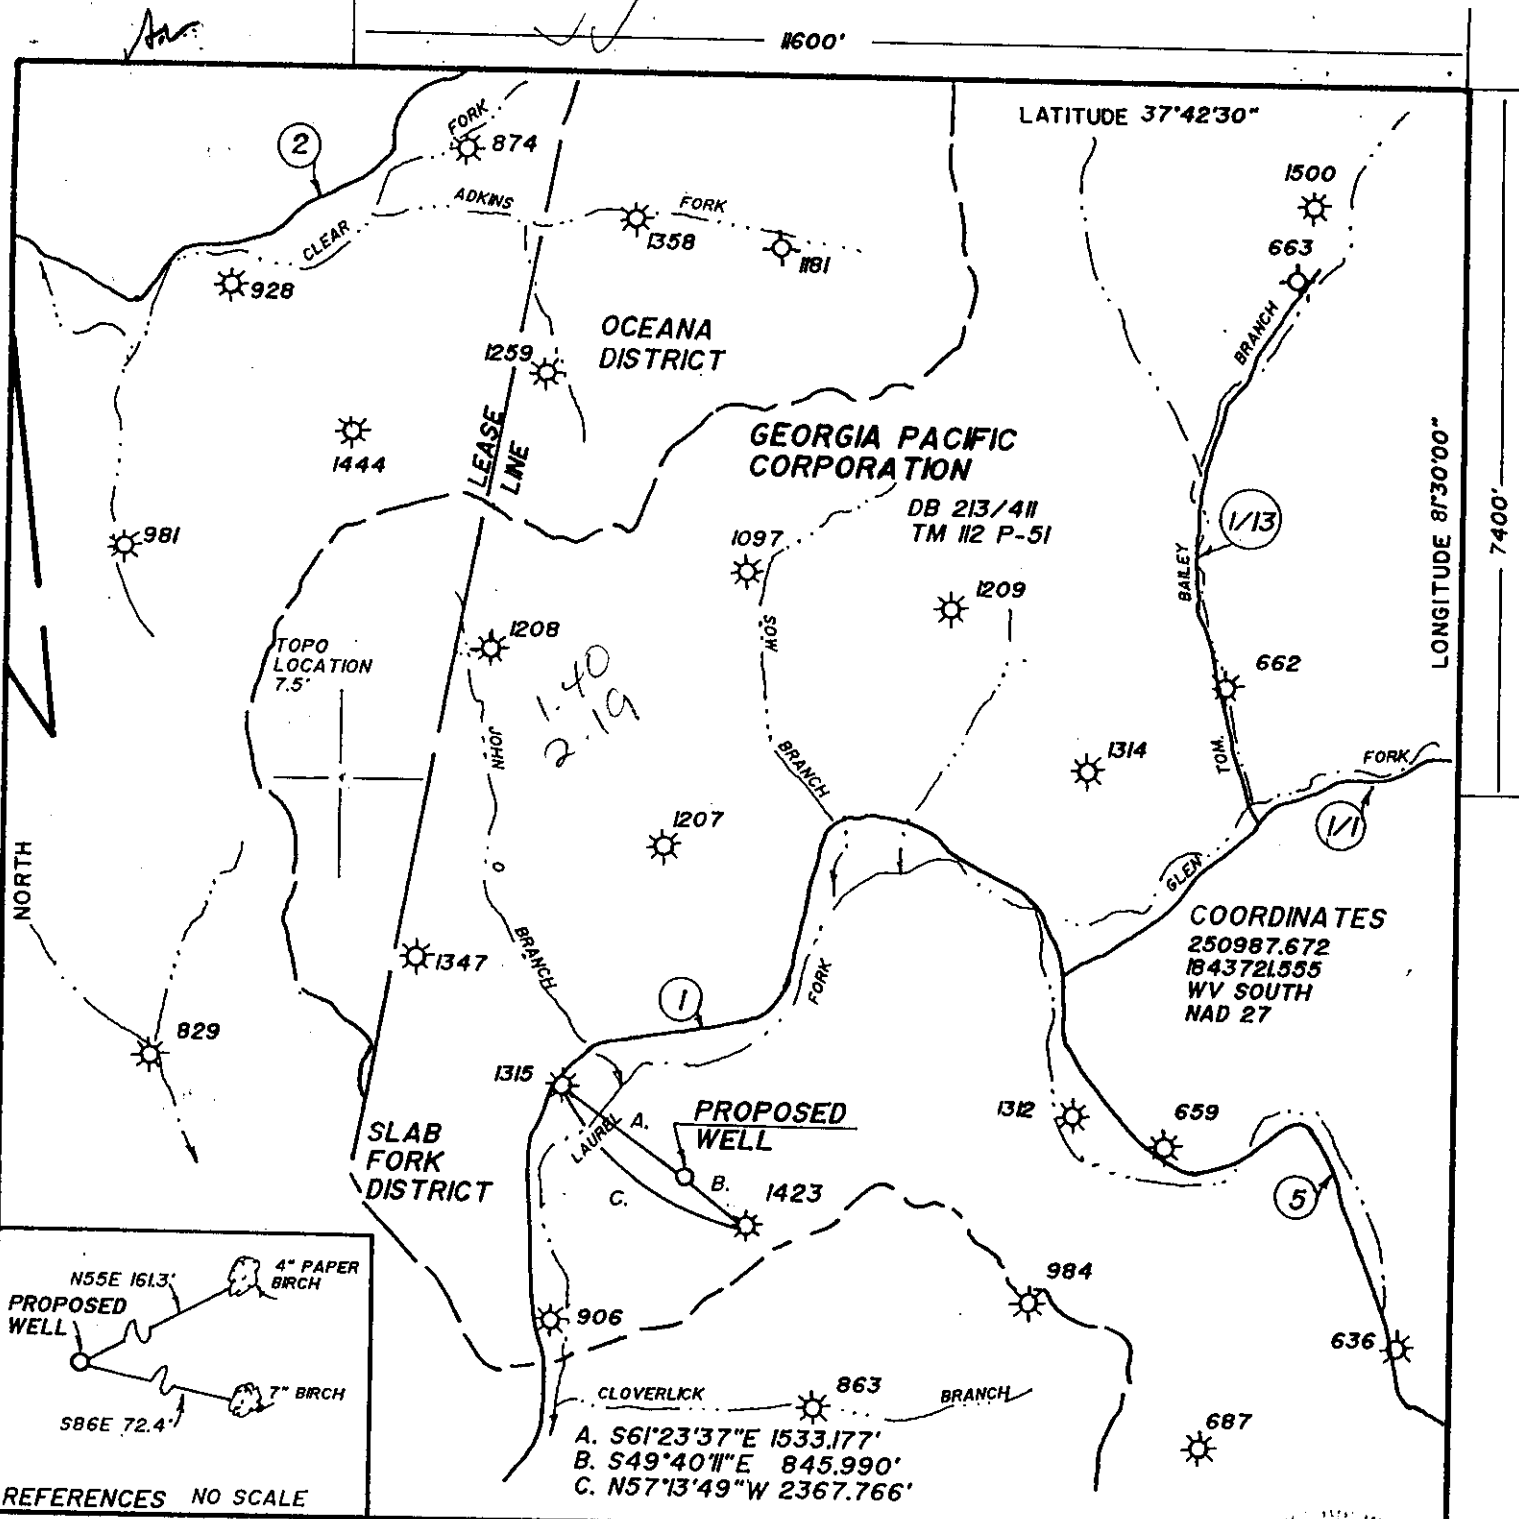 11600'
LATITUDE 37°42'30"
2
FORK
874
1500
ADKINS
FORK
CLEAR
1358
1181
663
928
BRANCH
OCEANA
DISTRICT
1259
LEASE
LINE
1444
GEORGIA PACIFIC
CORPORATION
DB 213/411
TM 112 P-51
LONGITUDE 81°30'00"
7400'
1/13
981
1097
BAILEY
1209
1208
MOS
TOPO
LOCATION
7.5'
662
1.40
2.19
JOHN
BRANCH
1314
TOM.
FORK
1/1
1207
O
GLEN
NORTH
COORDINATES
250987.672
1843721.555
WV SOUTH
NAD 27
BRANCH
1347
FORK
1
829
1315
PROPOSED
WELL
A.
LAUREL
1312
659
SLAB
FORK
DISTRICT
B.
C.
1423
5
N55E 161.3'
4" PAPER
BIRCH
PROPOSED
WELL
984
906
636
7" BIRCH
S86E 72.4'
CLOVERLICK
863
BRANCH
687
A. S61°23'37"E 1533.177'
B. S49°40'11"E 845.990'
C. N57°13'49"W 2367.766'
REFERENCES NO SCALE